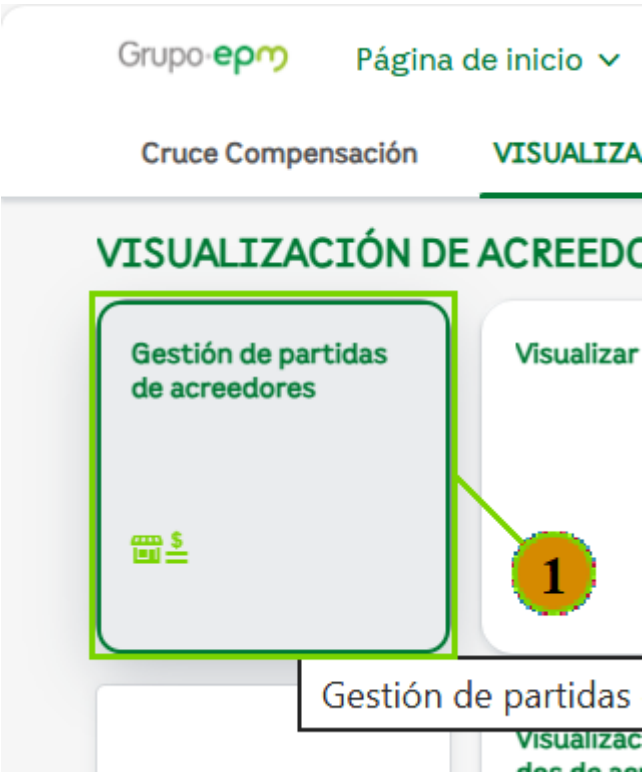 Grupo·epm Página de inicio
Cruce Compensación VISUALIZA
VISUALIZACIÓN DE ACREEDO
Gestión de partidas
de acreedores
$
Visualizar
1
Gestión de partidas
Visualizac